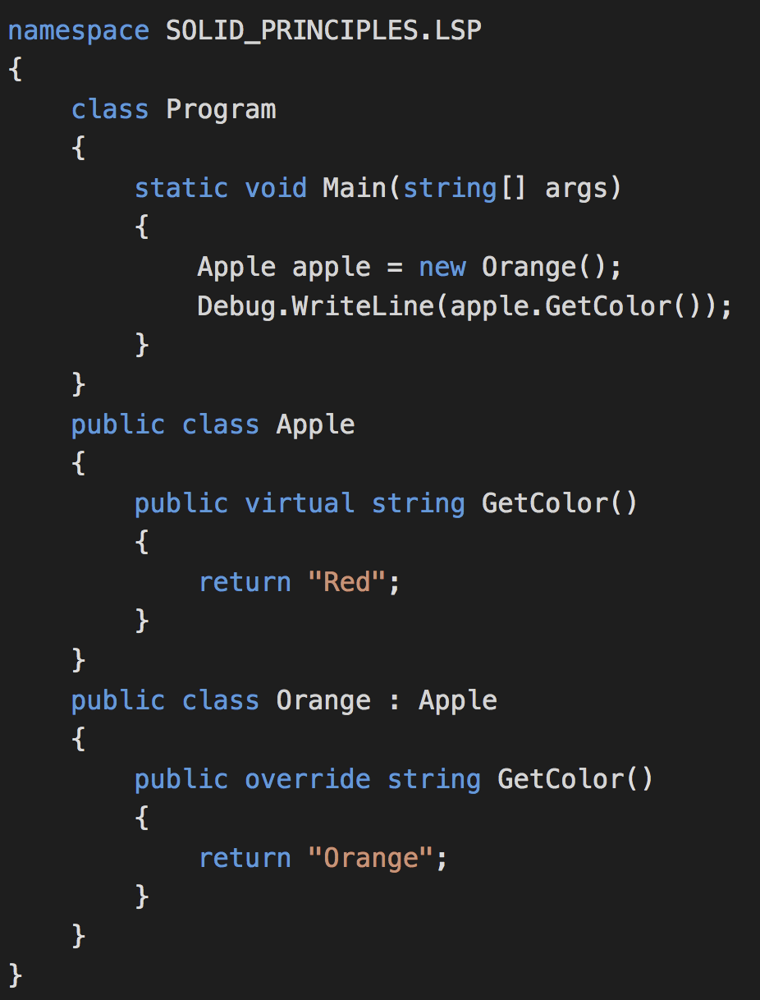 namespace SOLID_PRINCIPLES.LSP
{
    class Program
    {
        static void Main(string[] args)
        {
            Apple apple = new Orange();
            Debug.WriteLine(apple.GetColor());
        }
    }
    public class Apple
    {
        public virtual string GetColor()
        {
            return "Red";
        }
    }
    public class Orange : Apple
    {
        public override string GetColor()
        {
            return "Orange";
        }
    }
}